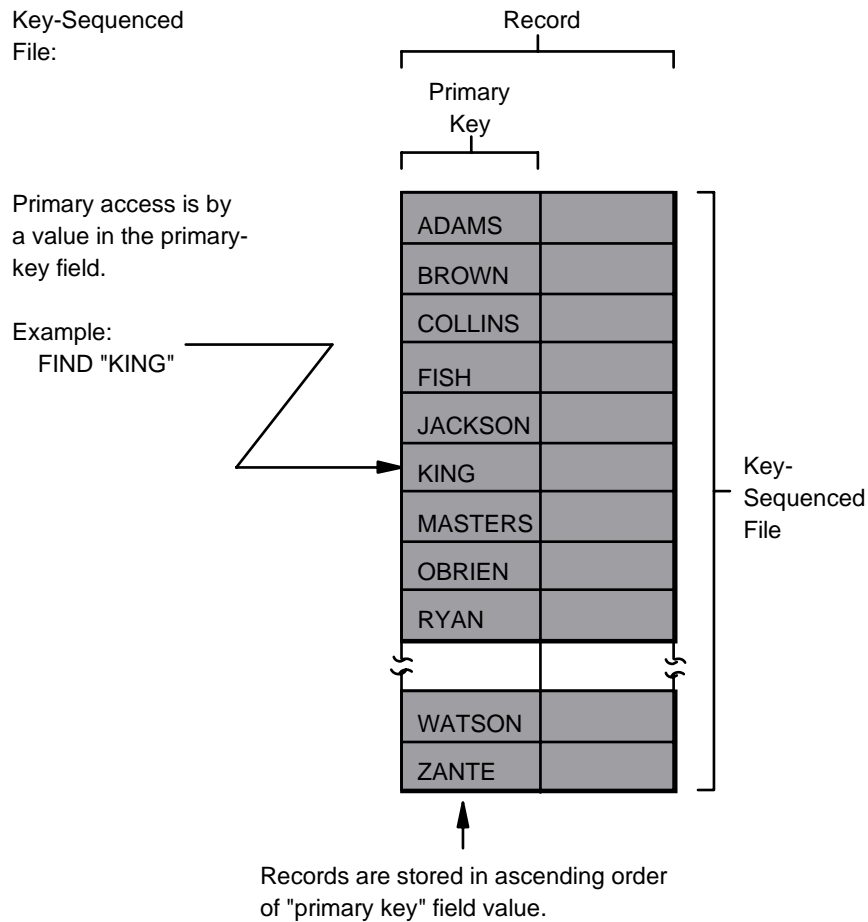 Key-Sequenced
File:
Record
Primary
Key
Primary access is by
a value in the primary-
key field.
Example:
FIND "KING"
ADAMS
BROWN
COLLINS
FISH
JACKSON
KING
MASTERS
OBRIEN
RYAN
WATSON
ZANTE
Key-
Sequenced
File
Records are stored in ascending order
of "primary key" field value.